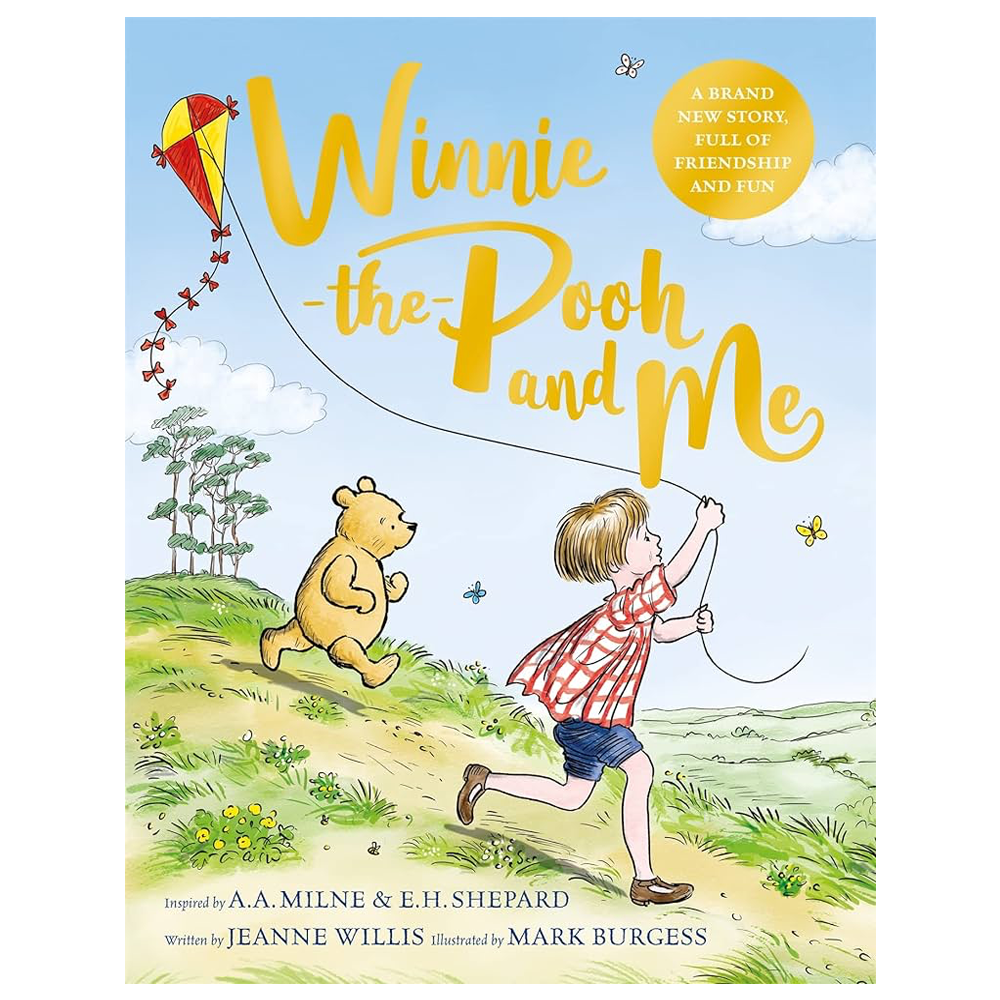 Winnie
-the-Pooh
and Me
A BRAND
NEW STORY,
FULL OF
FRIENDSHIP
AND FUN
Inspired by A.A. MILNE & E.H. SHEPARD
Written by JEANNE WILLIS Illustrated by MARK BURGESS